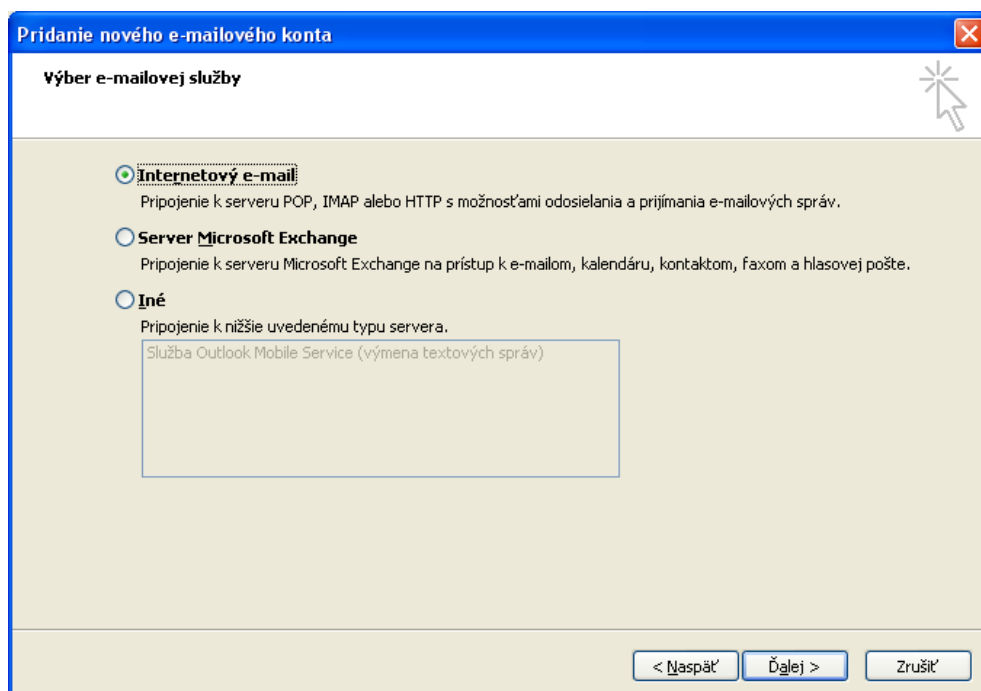 Pridanie nového e-mailového konta
Výber e-mailovej služby
Internetový e-mail
Pripojenie k serveru POP, IMAP alebo HTTP s možnosťami odosielania a prijímania e-mailových správ.
Server Microsoft Exchange
Pripojenie k serveru Microsoft Exchange na prístup k e-mailom, kalendáru, kontaktom, faxom a hlasovej pošte.
Iné
Pripojenie k nižšie uvedenému typu servera.
Služba Outlook Mobile Service (výmena textových správ)
< Naspäť Ďalej > Zrušiť